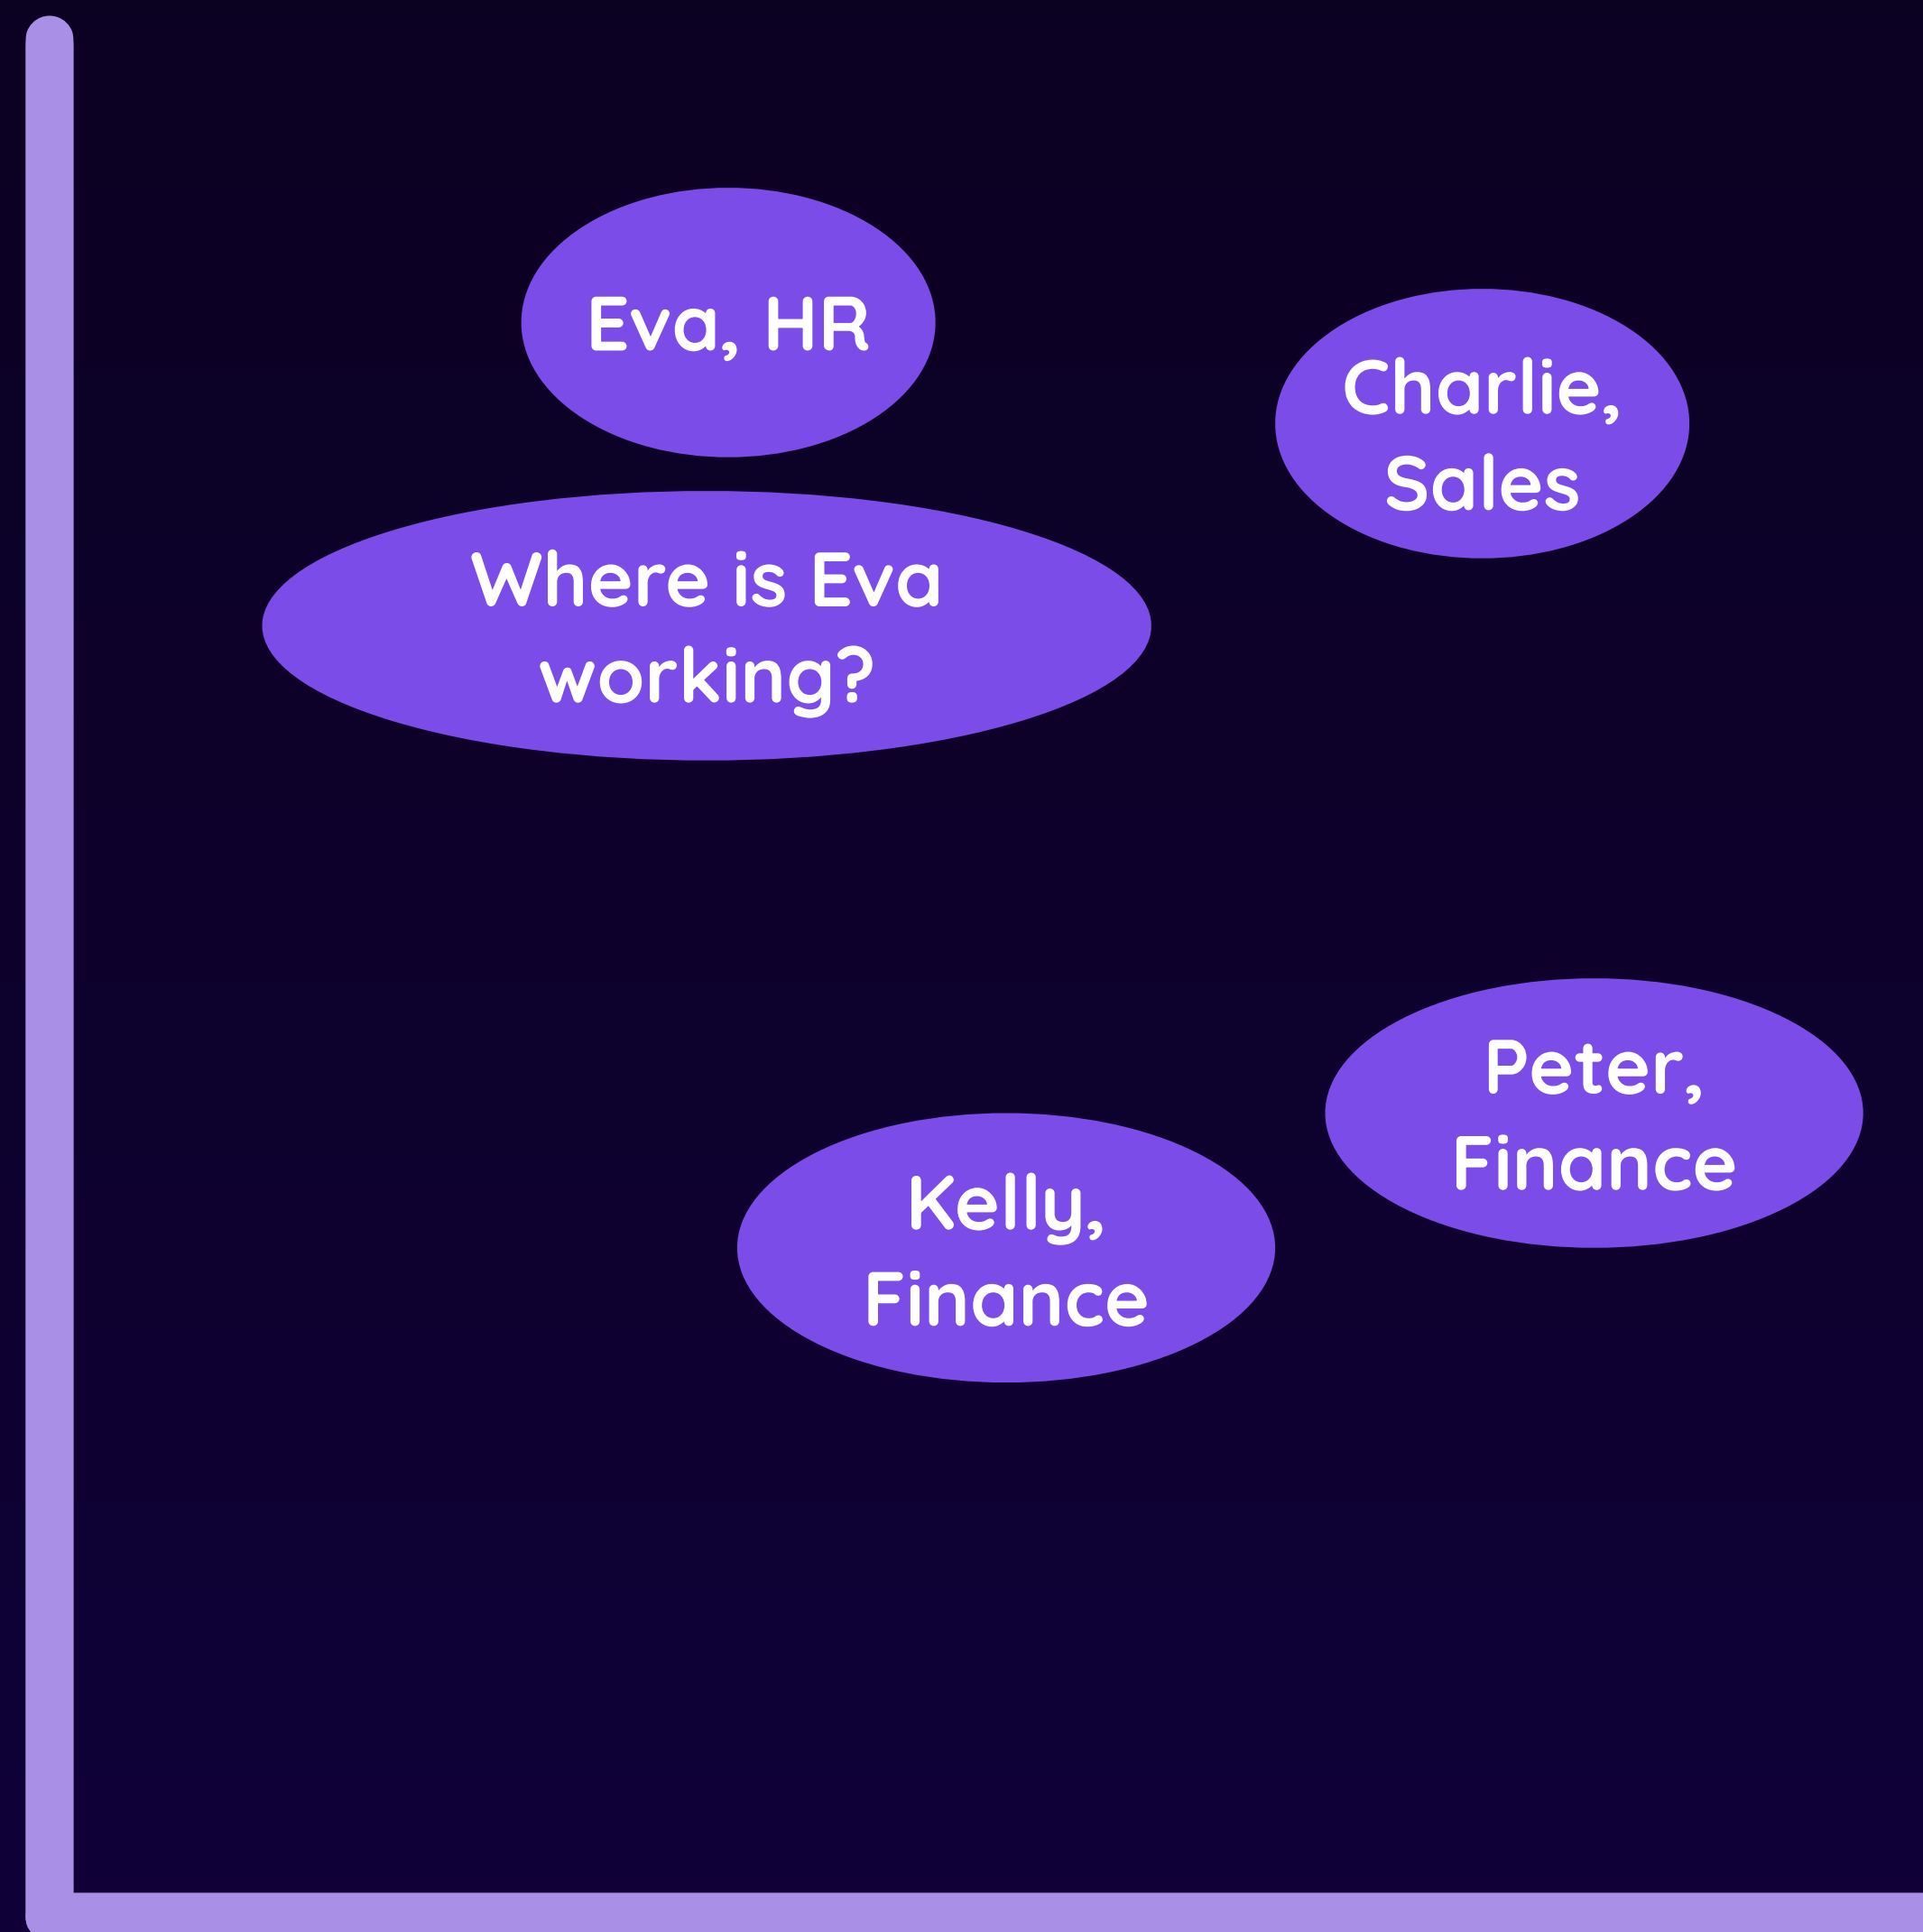 Eva, HR
Charlie,
Sales
Where is Eva
working?
Peter,
Finance
Kelly,
Finance